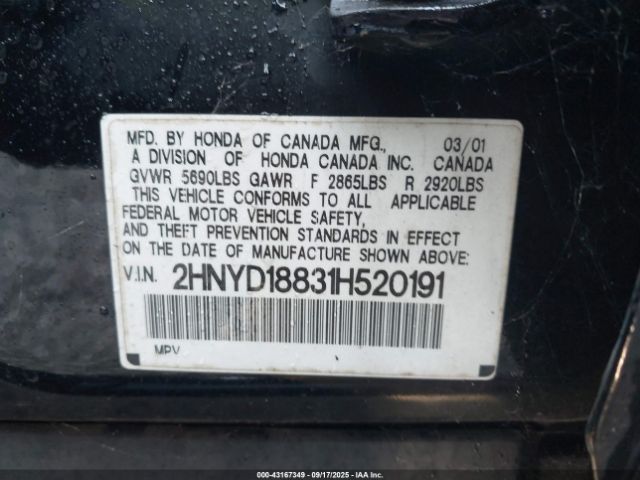 MFD. BY HONDA OF CANADA MFG., 03/01
A DIVISION OF HONDA CANADA INC. CANADA
GVWR 5690LBS GAWR F 2865LBS R 2920LBS
THIS VEHICLE CONFORMS TO ALL APPLICABLE
FEDERAL MOTOR VEHICLE SAFETY,
AND THEFT PREVENTION STANDARDS IN EFFECT
ON THE DATE OF MANUFACTURE SHOWN ABOVE:
V.I.N. 2HNYD18831H520191
MPV
000-43167349 - 09/17/2025 - IAAI.COM